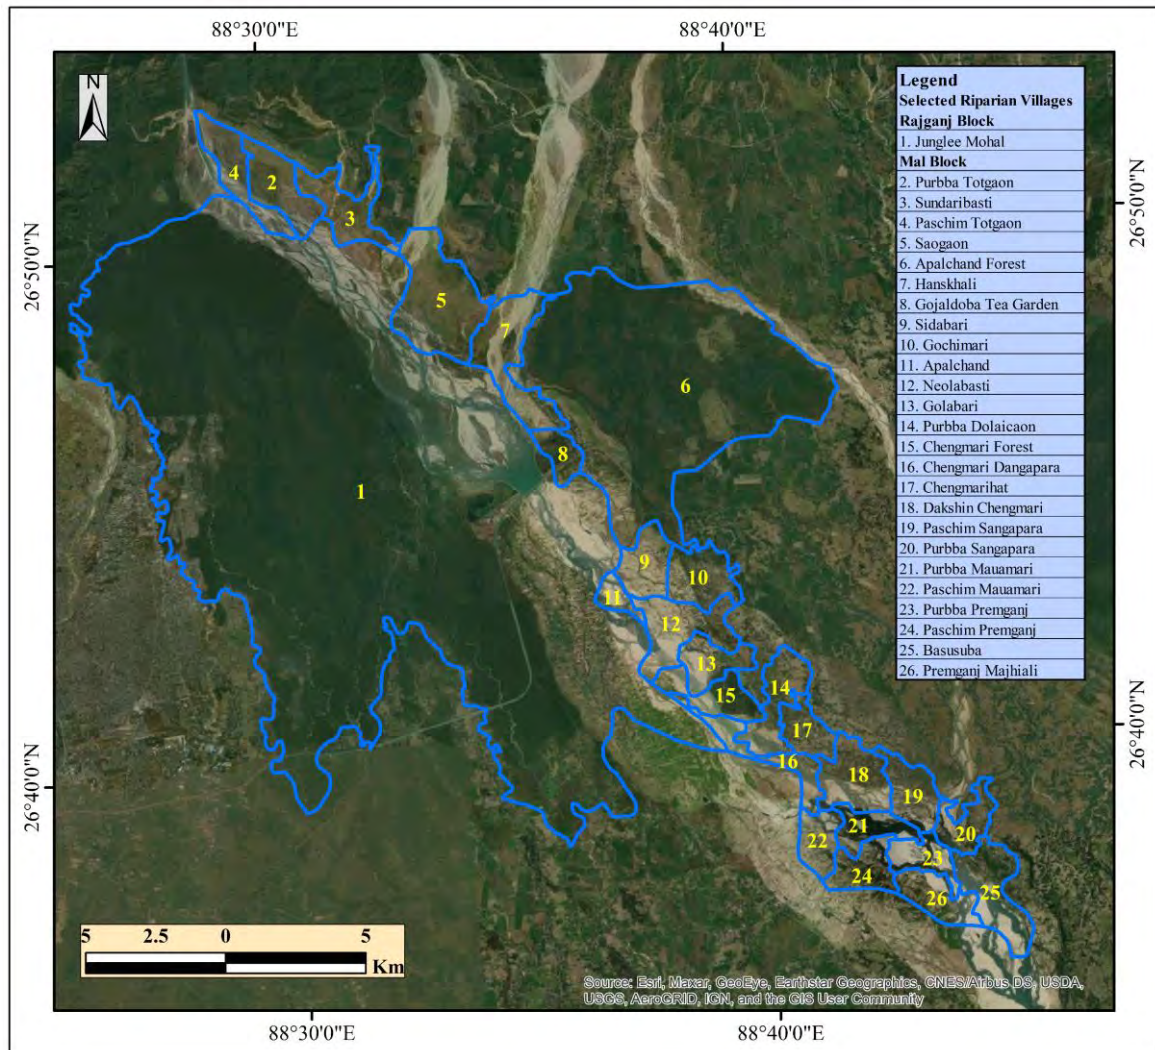 88°30'0"E
88°40'0"E
N
26°50'0"N
26°40'0"N
26°50'0"N
26°40'0"N
88°30'0"E
88°40'0"E
Legend
Selected Riparian Villages
Rajganj Block
1. Junglee Mohal
Mal Block
2. Purbba Totgaon
3. Sundaribasti
4. Paschim Totgaon
5. Saogaon
6. Apalchand Forest
7. Hanskhali
8. Gojaldoba Tea Garden
9. Sidabari
10. Gochimari
11. Apalchand
12. Neolabasti
13. Golabari
14. Purbba Dolaicaon
15. Chengmari Forest
16. Chengmari Dangapara
17. Chengmarihat
18. Dakshin Chengmari
19. Paschim Sangapara
20. Purbba Sangapara
21. Purbba Mauamari
22. Paschim Mauamari
23. Purbba Premganj
24. Paschim Premganj
25. Basusuba
26. Premganj Majhiali
4
2
3
5
7
6
8
1
9
10
11
12
13
15
14
17
16
18
19
21
20
22
23
24
26
25
5 2.5 0 5
Km
Source: Esri, Maxar, GeoEye, Earthstar Geographics, CNES/Airbus DS, USDA,
USGS, AeroGRID, IGN, and the GIS User Community